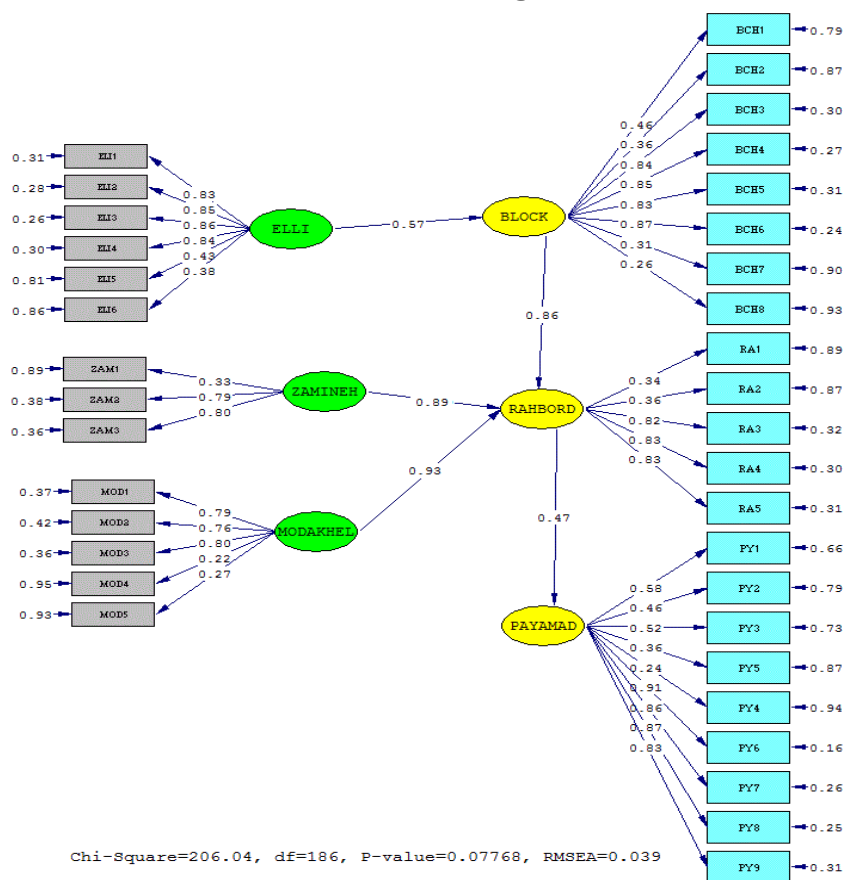 BCH1 0.79
BCH2 0.87
BCH3 0.30
BCH4 0.27
BCH5 0.31
BCH6 0.24
BCH7 0.90
BCH8 0.93
0.46
0.36
0.84
0.85
0.83
0.87
0.31
0.26
0.31 ELI1
0.28 ELI2
0.26 ELI3
0.30 ELI4
0.81 ELI5
0.86 ELI6
0.83
0.85
0.86
0.84
0.43
0.38
ELLI
0.57
BLOCK
0.86
0.89 ZAM1
0.38 ZAM2
0.36 ZAM3
0.33
0.79
0.80
ZAMINEH
0.89
RAHBORD
0.34
0.36
0.82
0.83
0.83
RA1 0.89
RA2 0.87
RA3 0.32
RA4 0.30
RA5 0.31
0.37 MOD1
0.42 MOD2
0.36 MOD3
0.95 MOD4
0.93 MOD5
0.79
0.76
0.80
0.22
0.27
MODAKHEL
0.93
0.47
PAYAMAD
0.58
0.46
0.52
0.36
0.24
0.91
0.86
0.87
0.83
PY1 0.66
PY2 0.79
PY3 0.73
PY5 0.87
PY4 0.94
PY6 0.16
PY7 0.26
PY8 0.25
PY9 0.31
Chi-Square=206.04, df=186, P-value=0.07768, RMSEA=0.039